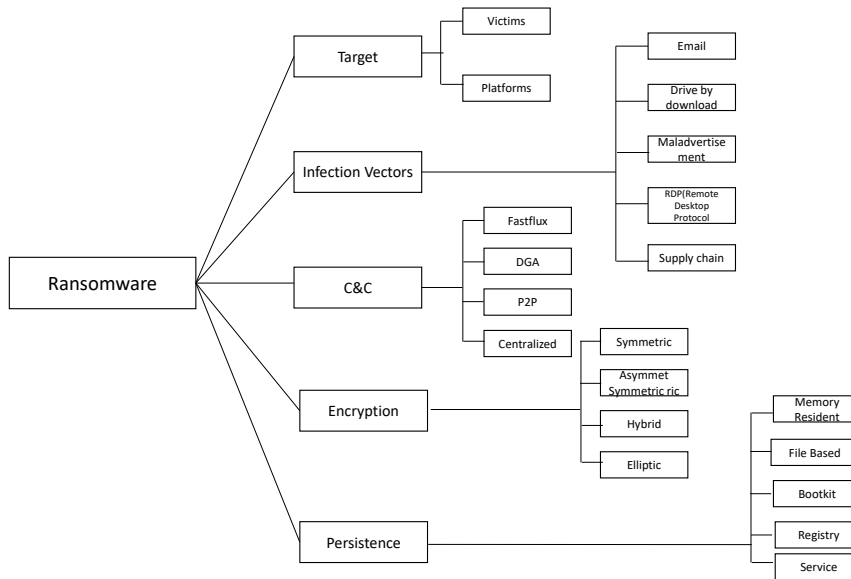 Ransomware
Target
Victims
Platforms
Infection Vectors
Email
Drive by
download
Maladvertise
ment
RDP(Remote
Desktop
Protocol
Supply chain
C&C
Fastflux
DGA
P2P
Centralized
Encryption
Symmetric
Asymmet
Symmetric ric
Hybrid
Elliptic
Persistence
Memory
Resident
File Based
Bootkit
Registry
Service